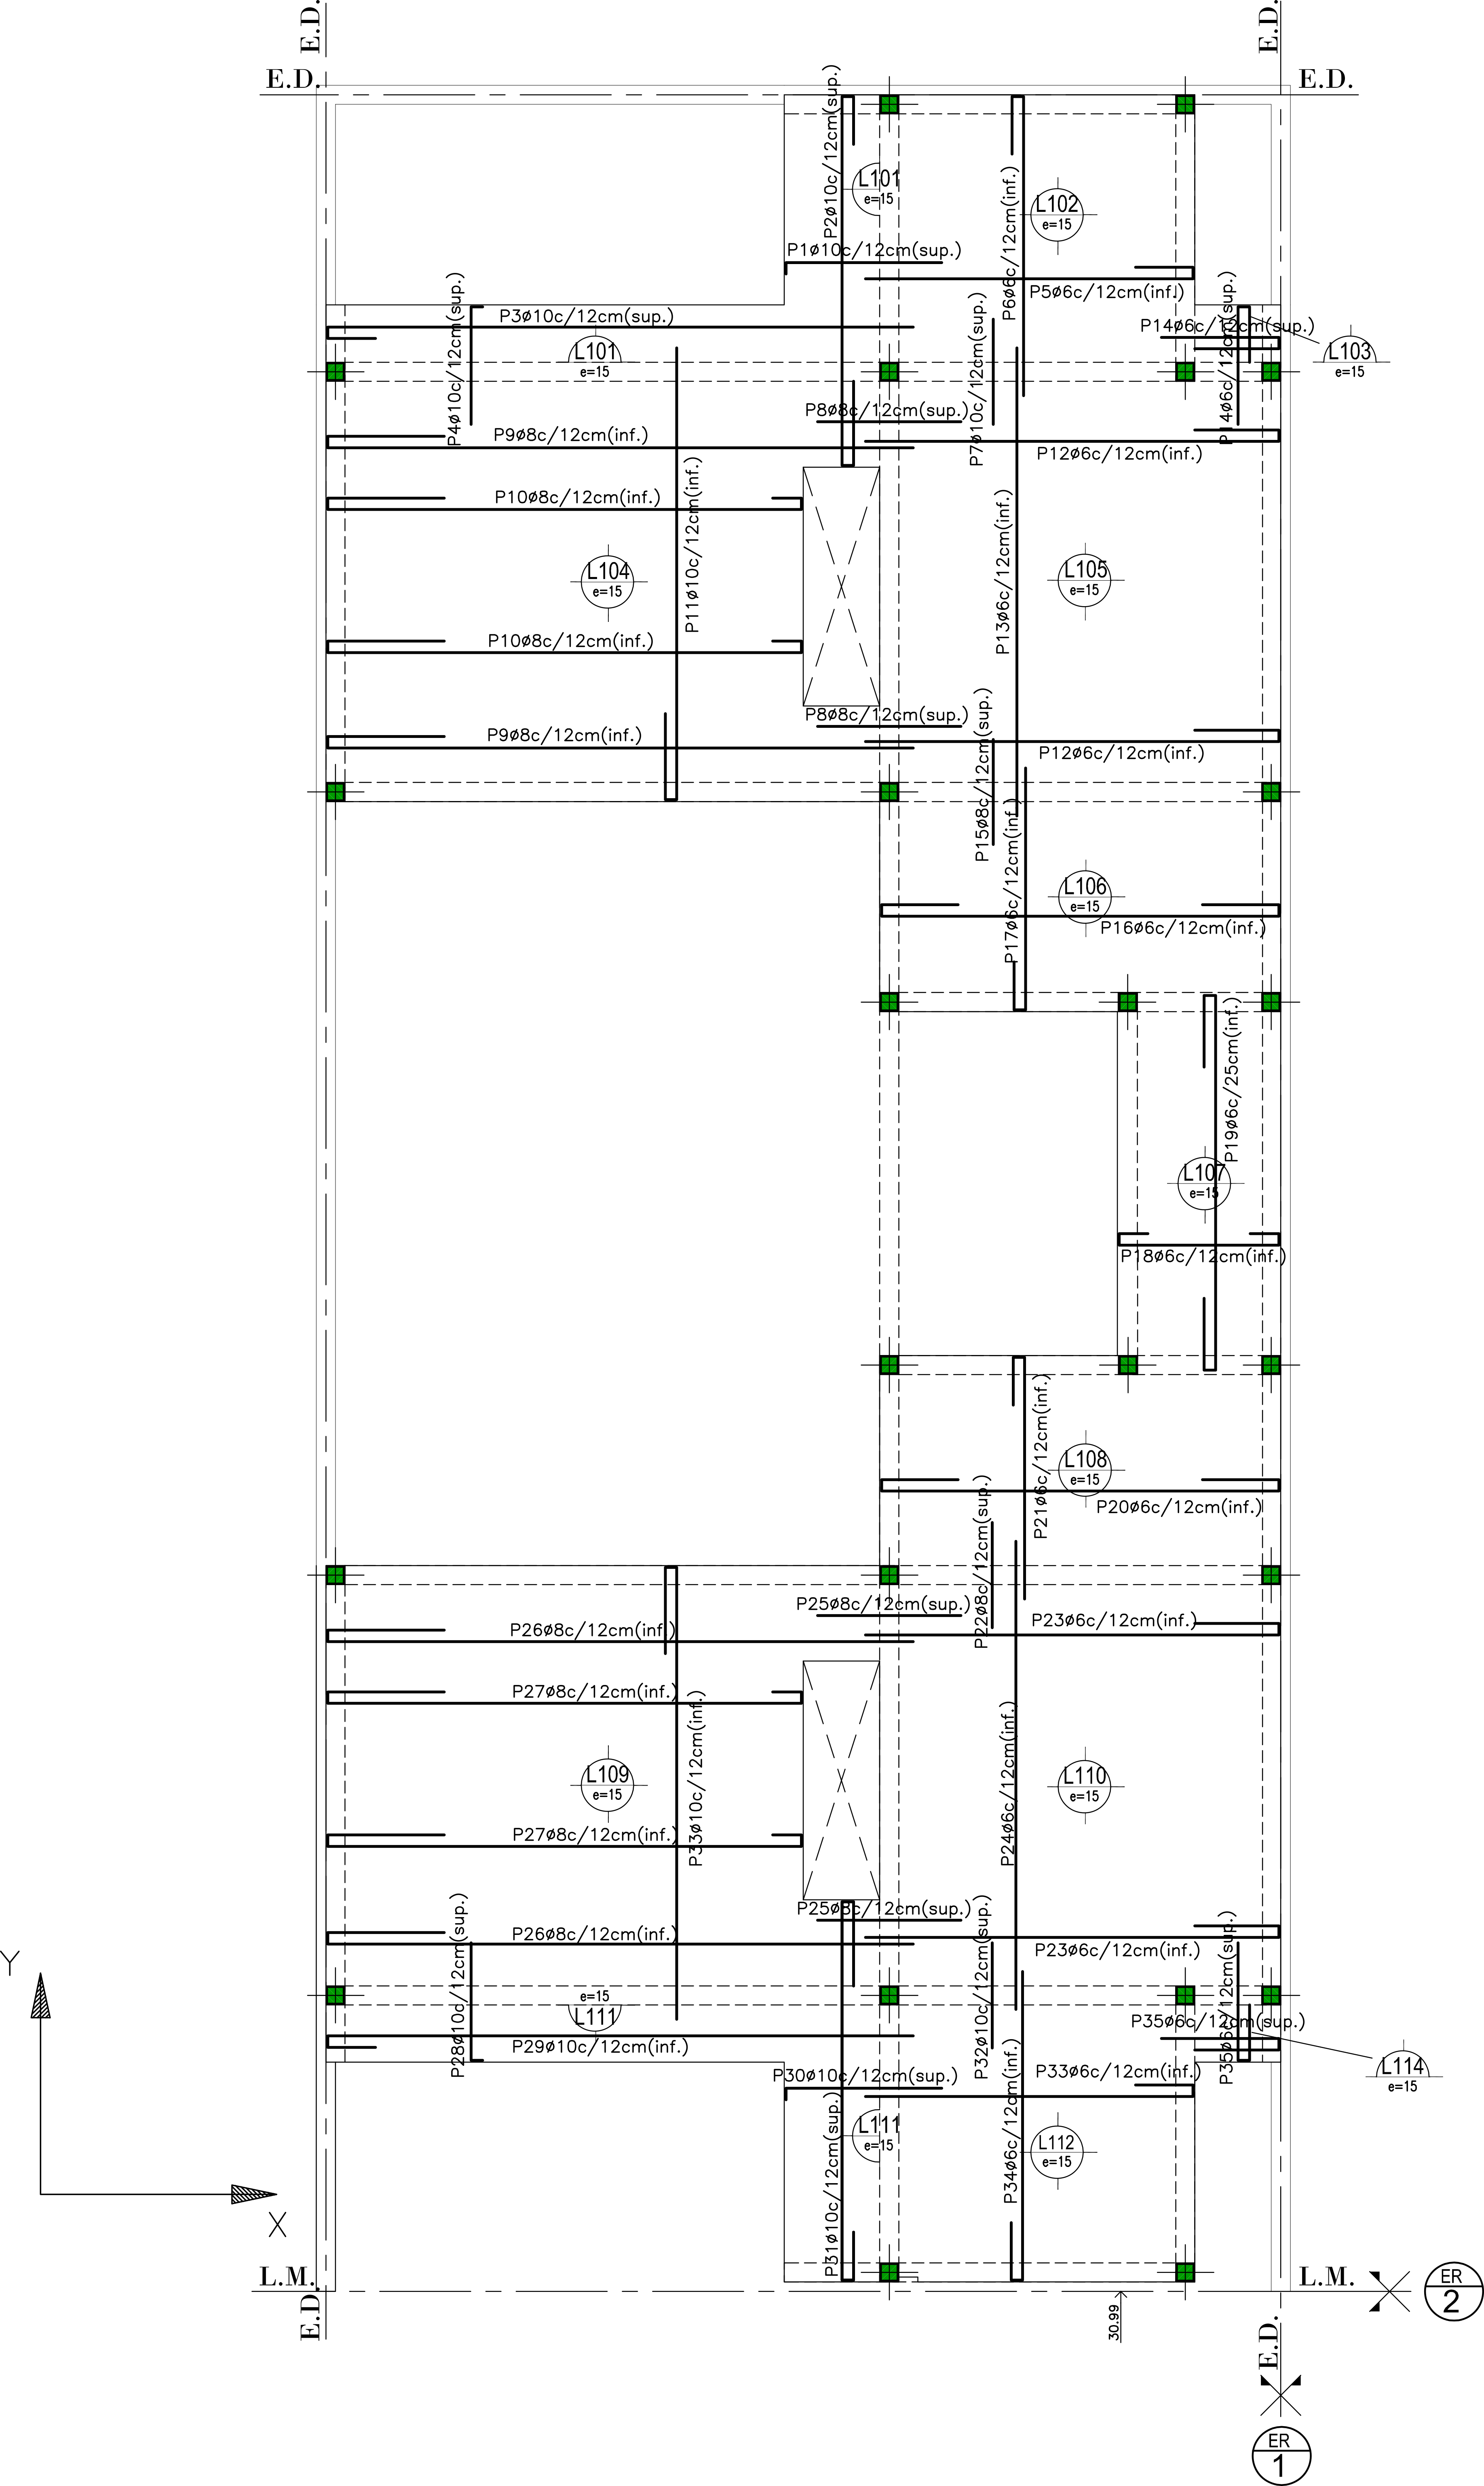 E.D.
E.D.
E.D.
E.D.
P2ø10c/12cm(sup.)
L101
e=15
L102
e=15
P6ø6c/12cm(inf.)
P1ø10c/12cm(sup.)
P5ø6c/12cm(inf.)
P3ø10c/12cm(sup.)
P4ø10c/12cm(sup.)
L101
e=15
P7ø10c/12cm(sup.)
P14ø6c/12cm(sup.)
P14ø6c/12cm(sup.)
L103
e=15
P8ø8c/12cm(sup.)
P9ø8c/12cm(inf.)
P12ø6c/12cm(inf.)
P10ø8c/12cm(inf.)
P11ø10c/12cm(inf.)
P13ø6c/12cm(inf.)
L104
e=15
L105
e=15
P10ø8c/12cm(inf.)
P8ø8c/12cm(sup.)
P9ø8c/12cm(inf.)
P15ø8c/12cm(sup.)
P12ø6c/12cm(inf.)
P17ø6c/12cm(inf.)
L106
e=15
P16ø6c/12cm(inf.)
P19ø6c/25cm(inf.)
L107
e=15
P18ø6c/12cm(inf.)
P21ø6c/12cm(inf.)
L108
e=15
P22ø8c/12cm(sup.)
P20ø6c/12cm(inf.)
P25ø8c/12cm(sup.)
P26ø8c/12cm(inf.)
P23ø6c/12cm(inf.)
P27ø8c/12cm(inf.)
P33ø10c/12cm(inf.)
P24ø6c/12cm(inf.)
L109
e=15
L110
e=15
P27ø8c/12cm(inf.)
P25ø8c/12cm(sup.)
P28ø10c/12cm(sup.)
P26ø8c/12cm(inf.)
P32ø10c/12cm(sup.)
P23ø6c/12cm(inf.)
P35ø6c/12cm(sup.)
Y
e=15
L111
P35ø6c/12cm(sup.)
P29ø10c/12cm(inf.)
L114
e=15
P30ø10c/12cm(sup.)
P33ø6c/12cm(inf.)
P34ø6c/12cm(inf.)
P31ø10c/12cm(sup.)
L111
e=15
L112
e=15
X
L.M.
L.M.
ER
2
E.D.
30.99
E.D.
ER
1